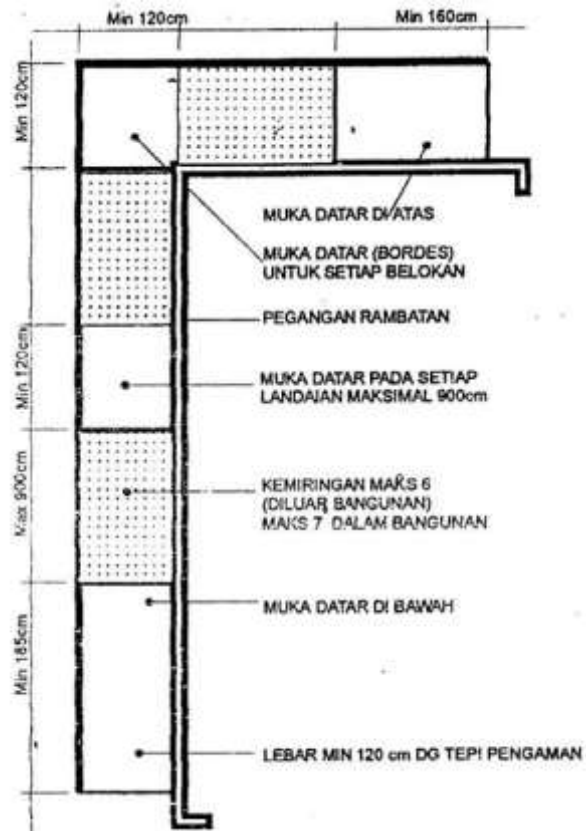 Min 120cm
Min 160cm
Min 120cm
MUKA DATAR DI ATAS
MUKA DATAR (BORDES)
UNTUK SETIAP BELOKAN
PEGANGAN RAMBATAN
Min 120cm
MUKA DATAR PADA SETIAP
LANDAIAN MAKSIMAL 900cm
Max 900cm
KEMIRINGAN MAKS 6
(DILUAR BANGUNAN)
MAKS 7 DALAM BANGUNAN
MUKA DATAR DI BAWAH
Min 185cm
LEBAR MIN 120 cm DG TEPI PENGAMAN